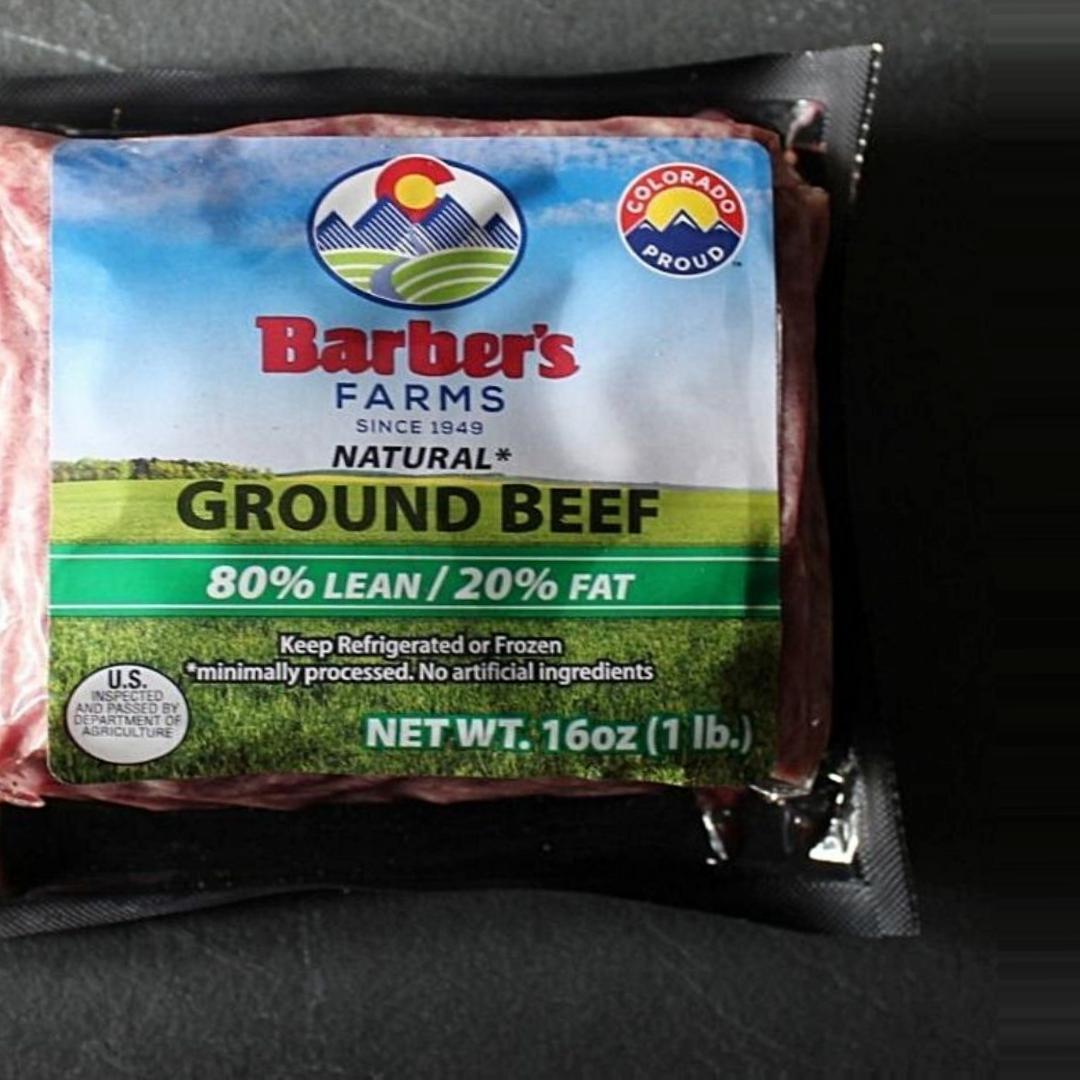 COLORADO
PROUD
Barber's
FARMS
SINCE 1949
NATURAL*
GROUND BEEF
80% LEAN / 20% FAT
Keep Refrigerated or Frozen
*minimally processed. No artificial ingredients
U.S.
INSPECTED
AND PASSED BY
DEPARTMENT OF
AGRICULTURE
NET WT. 16oz (1 lb.)